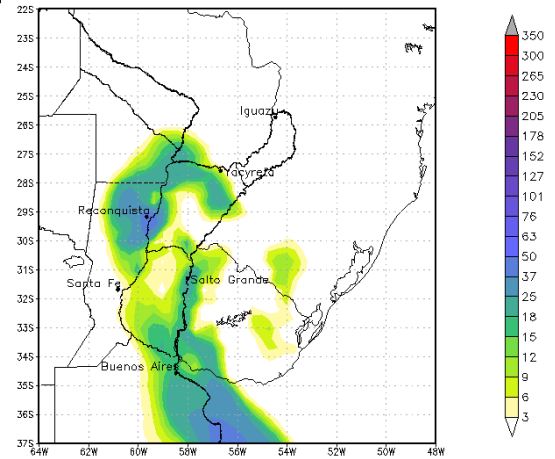 22S
23S
24S
25S
26S
27S
28S
29S
30S
31S
32S
33S
34S
35S
36S
37S
64W 62W 60W 58W 56W 54W 52W 50W 48W
Iguazu
Yacyreta
Reconquista
Salto Grande
Santa Fe
Buenos Aires
350
300
265
230
205
178
152
127
101
76
63
50
37
25
18
15
12
9
6
3